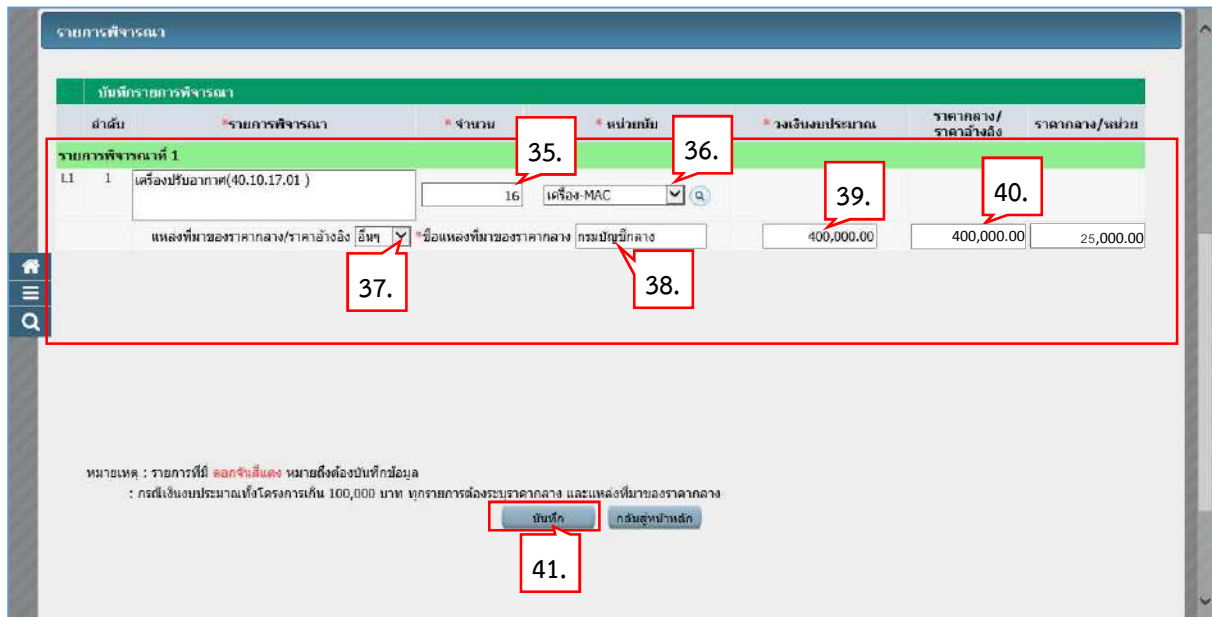 รายการพิจารณา
บันทึกรายการพิจารณา
ลำดับ *รายการพิจารณา * จำนวน * หน่วยนับ * วงเงินงบประมาณ ราคากลาง/ ราคากลาง/หน่วย
ราคาอ้างอิง
รายการพิจารณาที่ 1
35. 36.
L1 1 เครื่องปรับอากาศ(40.10.17.01 ) 16 เครื่อง-MAC
39. 40.
แหล่งที่มาของราคากลาง/ราคาอ้างอิง อื่นๆ *ชื่อแหล่งที่มาของราคากลาง กรมบัญชีกลาง 400,000.00 400,000.00 25,000.00
37. 38.
หมายเหตุ : รายการที่มี ดอกจันสีแดง หมายถึงต้องบันทึกข้อมูล
: กรณีเงินงบประมาณทั้งโครงการเกิน 100,000 บาท ทุกรายการต้องระบุราคากลาง และแหล่งที่มาของราคากลาง
บันทึก กลับสู่หน้าหลัก
41.